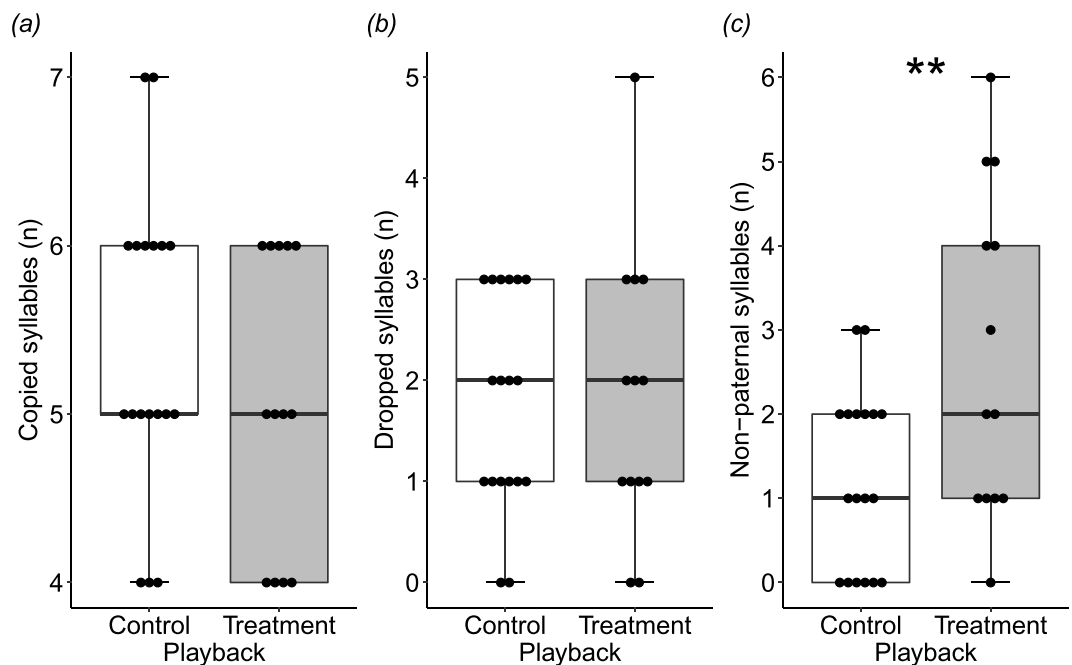 (a)
Copied syllables (n)
7
6
5
4
Control Treatment
Playback
(b)
Dropped syllables (n)
5
4
3
2
1
0
Control Treatment
Playback
(c)
**
Non−paternal syllables (n)
6
5
4
3
2
1
0
Control Treatment
Playback